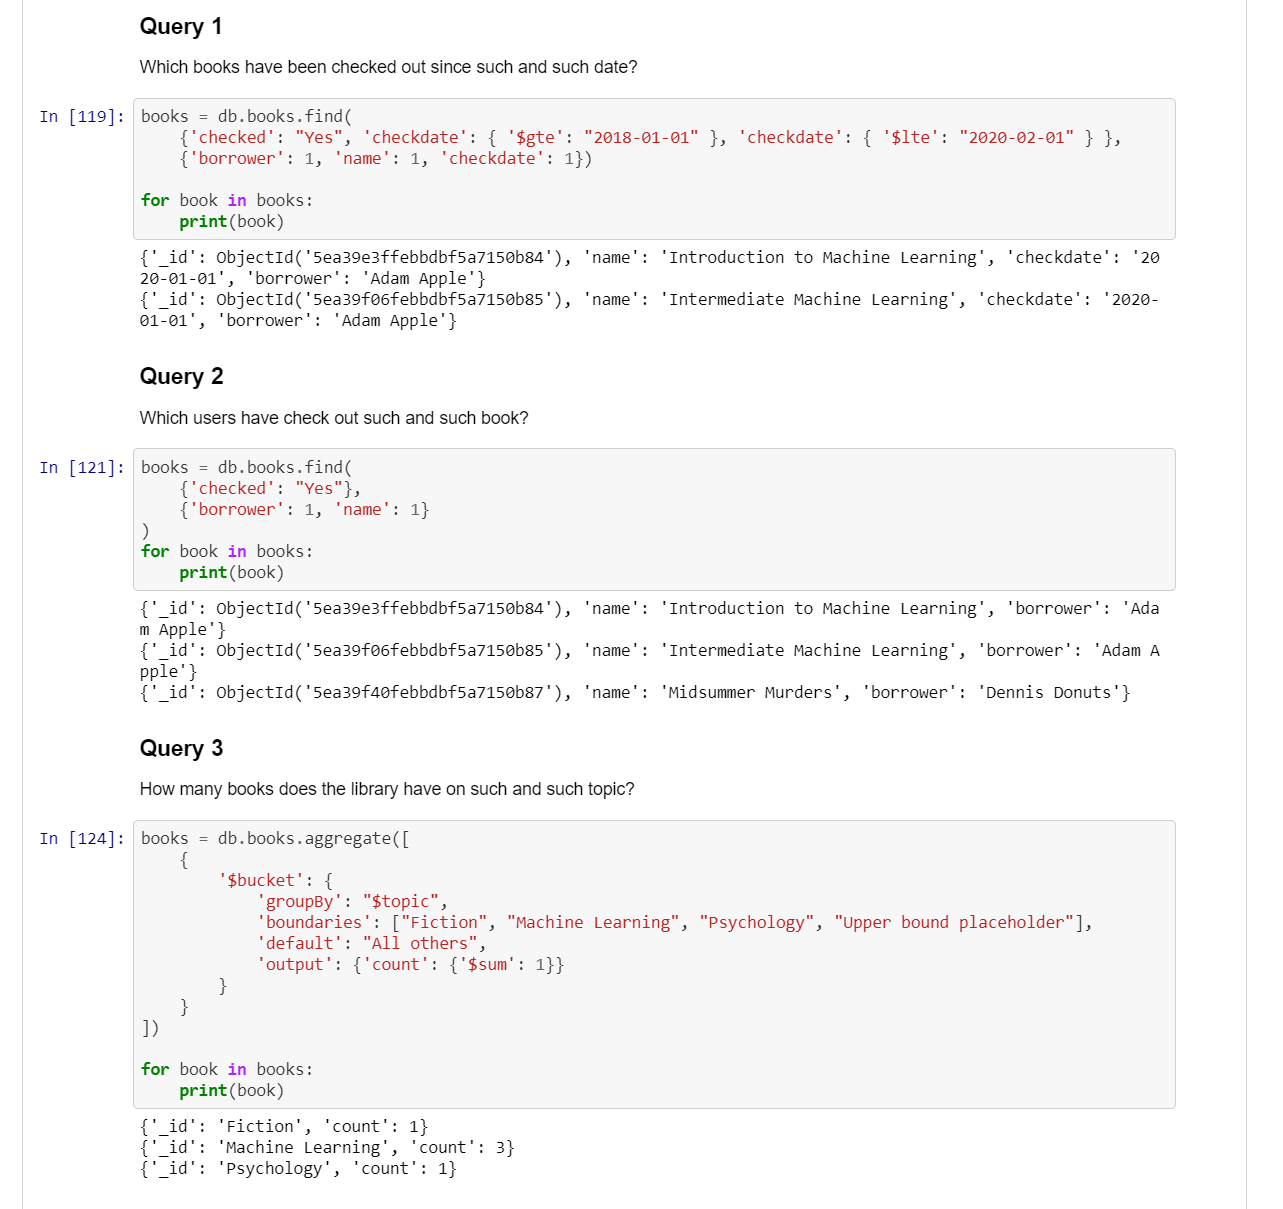 Query 1
Which books have been checked out since such and such date?
In [119]: books = db.books.find(
    {'checked': "Yes", 'checkdate': { '$gte': "2018-01-01" }, 'checkdate': { '$lte': "2020-02-01" } },
    {'borrower': 1, 'name': 1, 'checkdate': 1})
for book in books:
    print(book)
{'_id': ObjectId('5ea39e3ffebbdbf5a7150b84'), 'name': 'Introduction to Machine Learning', 'checkdate': '20
20-01-01', 'borrower': 'Adam Apple'}
{'_id': ObjectId('5ea39f06febbdbf5a7150b85'), 'name': 'Intermediate Machine Learning', 'checkdate': '2020-
01-01', 'borrower': 'Adam Apple'}
Query 2
Which users have check out such and such book?
In [121]: books = db.books.find(
    {'checked': "Yes"},
    {'borrower': 1, 'name': 1}
)
for book in books:
    print(book)
{'_id': ObjectId('5ea39e3ffebbdbf5a7150b84'), 'name': 'Introduction to Machine Learning', 'borrower': 'Ada
m Apple'}
{'_id': ObjectId('5ea39f06febbdbf5a7150b85'), 'name': 'Intermediate Machine Learning', 'borrower': 'Adam A
pple'}
{'_id': ObjectId('5ea39f40febbdbf5a7150b87'), 'name': 'Midsummer Murders', 'borrower': 'Dennis Donuts'}
Query 3
How many books does the library have on such and such topic?
In [124]: books = db.books.aggregate([
    {
        '$bucket': {
            'groupBy': "$topic",
            'boundaries': ["Fiction", "Machine Learning", "Psychology", "Upper bound placeholder"],
            'default': "All others",
            'output': {'count': {'$sum': 1}}
        }
    }
])
for book in books:
    print(book)
{'_id': 'Fiction', 'count': 1}
{'_id': 'Machine Learning', 'count': 3}
{'_id': 'Psychology', 'count': 1}